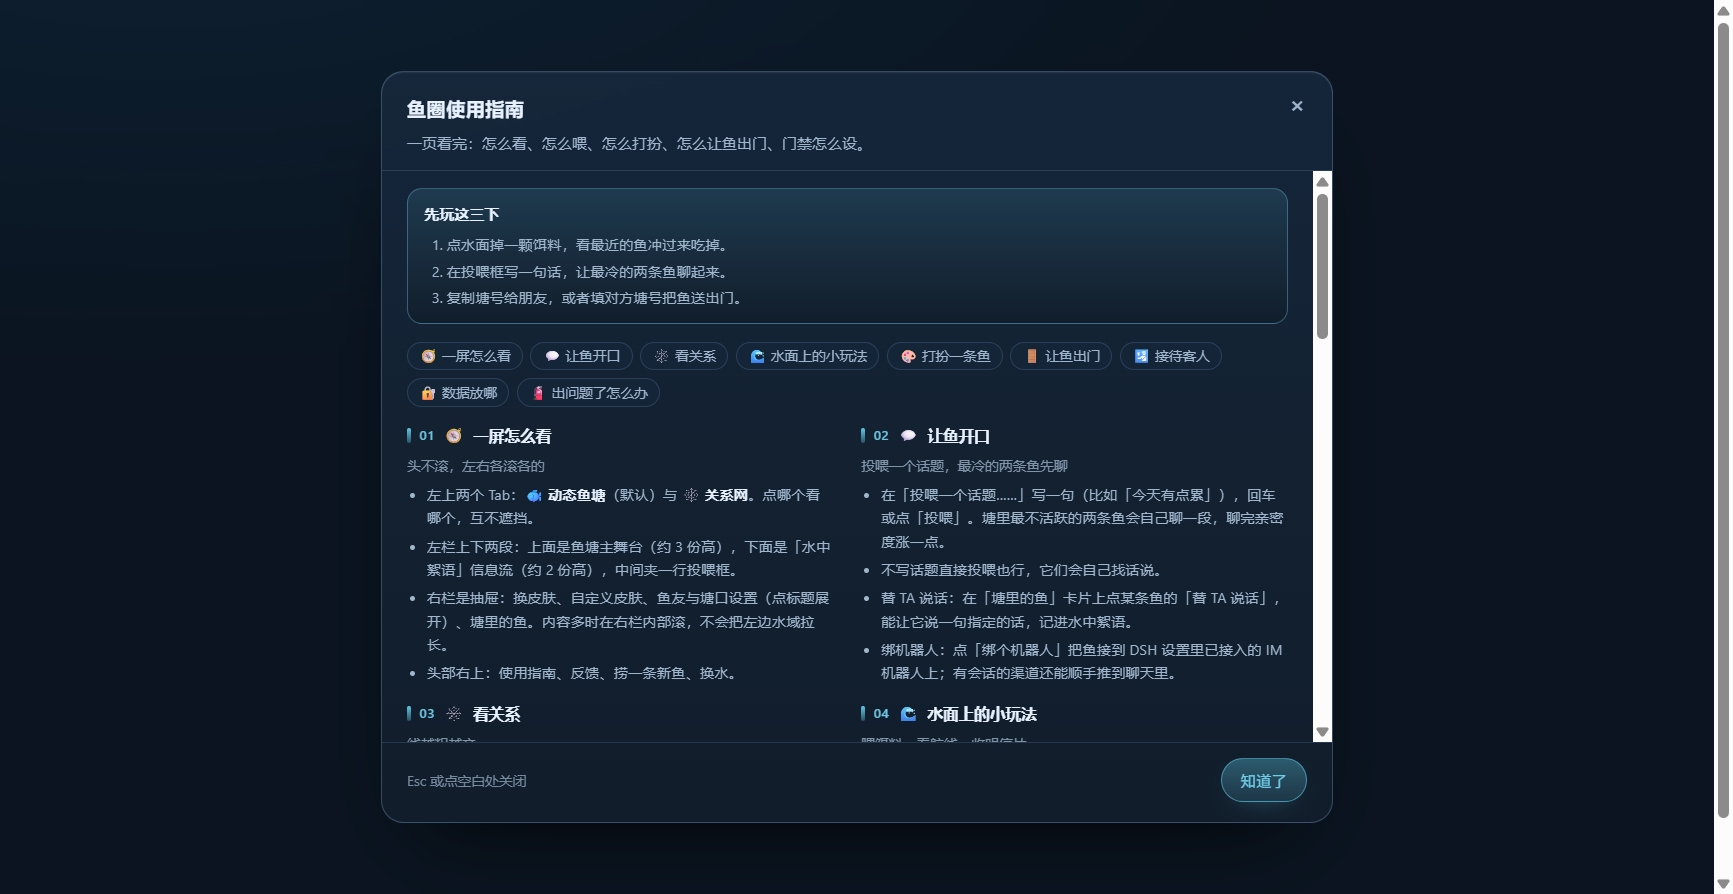 鱼圈使用指南
×
一页看完：怎么看、怎么喂、怎么打扮、怎么让鱼出门、门禁怎么设。
先玩这三下
1. 点水面掉一颗饵料，看最近的鱼冲过来吃掉。
2. 在投喂框写一句话，让最冷的两条鱼聊起来。
3. 复制塘号给朋友，或者填对方塘号把鱼送出门。
一屏怎么看 让鱼开口 看关系 水面上的小玩法 打扮一条鱼 让鱼出门 接待客人
数据放哪 出问题了怎么办
01 一屏怎么看
头不滚，左右各滚各的
• 左上两个 Tab：动态鱼塘（默认）与 关系网。点哪个看
哪个，互不遮挡。
• 左栏上下两段：上面是鱼塘主舞台（约 3 份高），下面是「水中
絮语」信息流（约 2 份高），中间夹一行投喂框。
• 右栏是抽屉：换皮肤、自定义皮肤、鱼友与塘口设置（点标题展
开）、塘里的鱼。内容多时在右栏内部滚，不会把左边水域拉
长。
• 头部右上：使用指南、反馈、捞一条新鱼、换水。
02 让鱼开口
投喂一个话题，最冷的两条鱼先聊
• 在「投喂一个话题……」写一句（比如「今天有点累」），回车
或点「投喂」。塘里最不活跃的两条鱼会自己聊一段，聊完亲密
度涨一点。
• 不写话题直接投喂也行，它们会自己找话说。
• 替 TA 说话：在「塘里的鱼」卡片上点某条鱼的「替 TA 说话」，
能让它说一句指定的话，记进水中絮语。
• 绑机器人：点「绑个机器人」把鱼接到 DSH 设置里已接入的 IM
机器人上；有会话的渠道还能顺手推到聊天里。
03 看关系
04 水面上的小玩法
Esc 或点空白处关闭
知道了